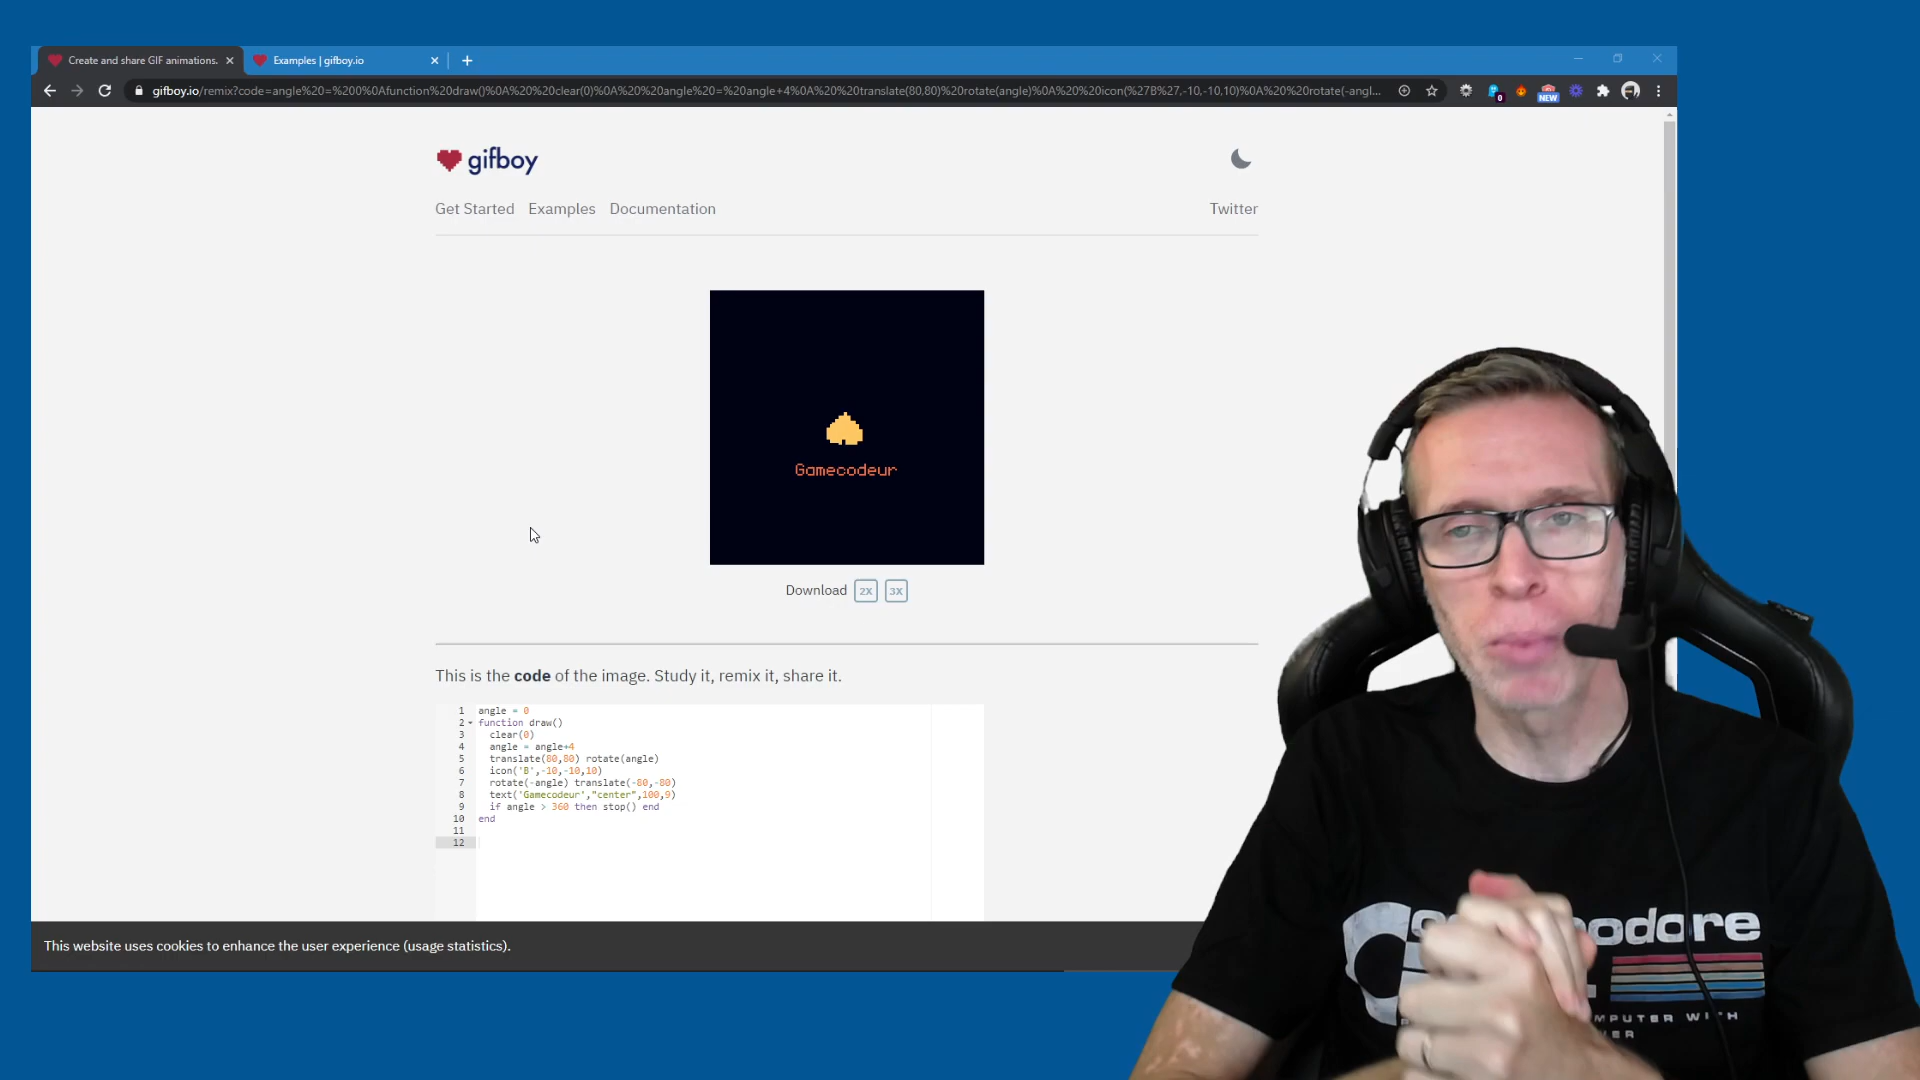 Create and share GIF animations.
Examples | gifboy.io
gifboy.io/remix?code=angle%20=%200%0Afunction%20draw()%0A%20%20clear(0)%0A%20%20angle%20=%20angle+4%0A%20%20translate(80,80)%20rotate(angle)%0A%20%20icon(%27B%27,-10,-10,10)%0A%20%20rotate(-angl...
0
NEW
gifboy
Get Started Examples Documentation Twitter
Gamecodeur
Download 2X 3X
This is the code of the image. Study it, remix it, share it.
1 angle = 0
2 function draw()
3 clear(0)
4 angle = angle+4
5 translate(80,80) rotate(angle)
6 icon('B',-10,-10,10)
7 rotate(-angle) translate(-80,-80)
8 text('Gamecodeur',"center",100,9)
9 if angle > 360 then stop() end
10 end
11
12
This website uses cookies to enhance the user experience (usage statistics).
MPUTER WITH